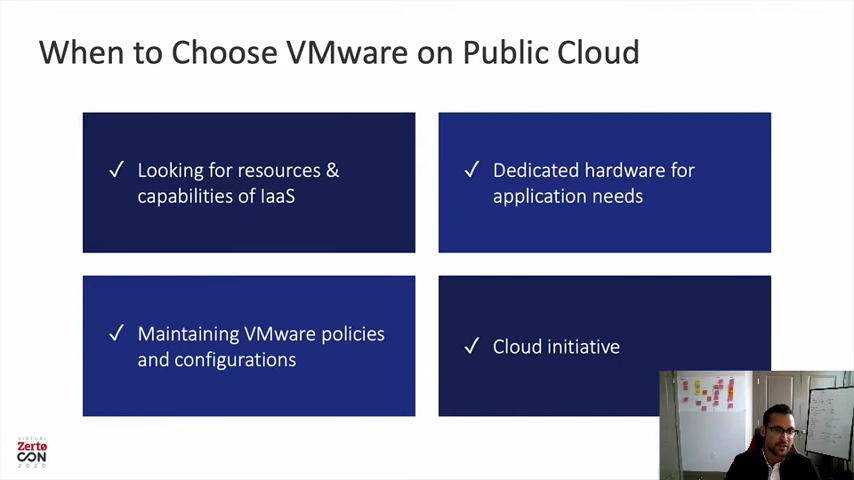 When to Choose VMware on Public Cloud
✓ Looking for resources &
capabilities of IaaS
✓ Dedicated hardware for
application needs
✓ Maintaining VMware policies
and configurations
✓ Cloud initiative
VIRTUAL
Zerto
CON
2020